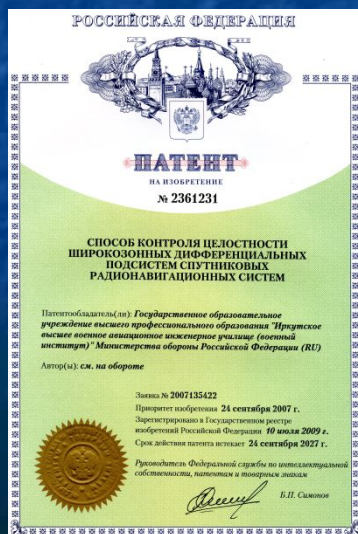 РОССИЙСКАЯ ФЕДЕРАЦИЯ
ПАТЕНТ
НА ИЗОБРЕТЕНИЕ
№ 2361231
СПОСОБ КОНТРОЛЯ ЦЕЛОСТНОСТИ
ШИРОКОЗОННЫХ ДИФФЕРЕНЦИАЛЬНЫХ
ПОДСИСТЕМ СПУТНИКОВЫХ
РАДИОНАВИГАЦИОННЫХ СИСТЕМ
Патентообладатель(ли): Государственное образовательное
учреждение высшего профессионального образования "Иркутское
высшее военное авиационное инженерное училище (военный
институт)" Министерства обороны Российской Федерации (RU)
Автор(ы): см. на обороте
Заявка № 2007135422
Приоритет изобретения 24 сентября 2007 г.
Зарегистрировано в Государственном реестре
изобретений Российской Федерации 10 июля 2009 г.
Срок действия патента истекает 24 сентября 2027 г.
Руководитель Федеральной службы по интеллектуальной
собственности, патентам и товарным знакам
Б.П. Симонов